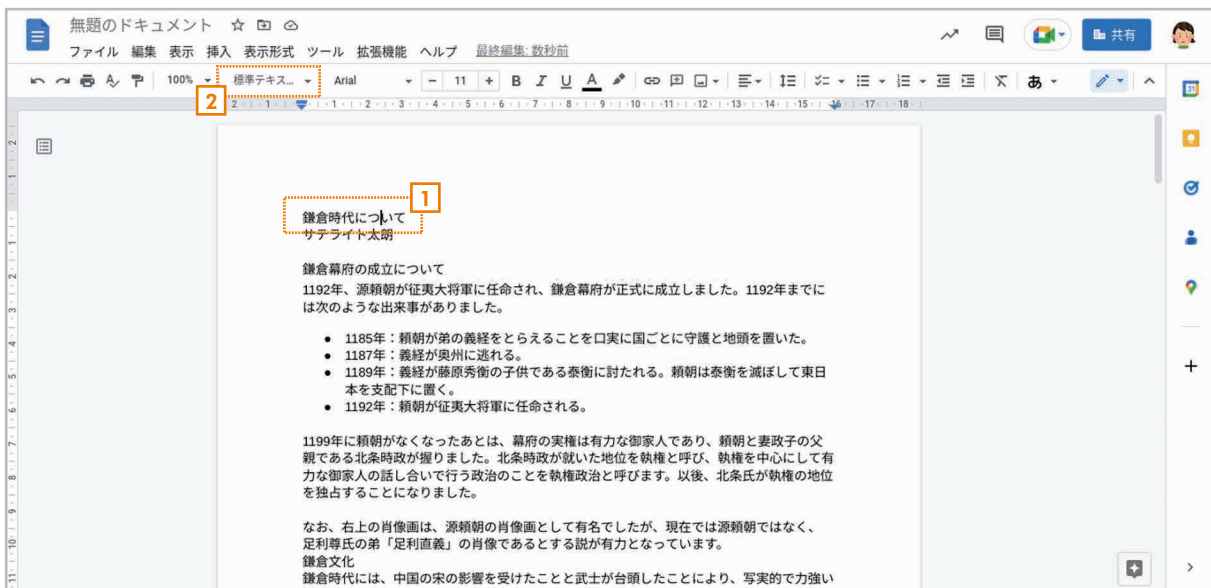 無題のドキュメント
ファイル 編集 表示 挿入 表示形式 ツール 拡張機能 ヘルプ 最終編集: 数秒前
共有
100% 標準テキス... Arial − 11 + B I U A あ
31
2 1 1 2 3 4 5 6 7 8 9 10 11 12 13 14 15 16 17 18
2
1
鎌倉時代について
サテライト太朗
鎌倉幕府の成立について
1192年、源頼朝が征夷大将軍に任命され、鎌倉幕府が正式に成立しました。1192年までに
は次のような出来事がありました。
● 1185年：頼朝が弟の義経をとらえることを口実に国ごとに守護と地頭を置いた。
● 1187年：義経が奥州に逃れる。
● 1189年：義経が藤原秀衡の子供である泰衡に討たれる。頼朝は泰衡を滅ぼして東日
本を支配下に置く。
● 1192年：頼朝が征夷大将軍に任命される。
1199年に頼朝がなくなったあとは、幕府の実権は有力な御家人であり、頼朝と妻政子の父
親である北条時政が握りました。北条時政が就いた地位を執権と呼び、執権を中心にして有
力な御家人の話し合いで行う政治のことを執権政治と呼びます。以後、北条氏が執権の地位
を独占することになりました。
なお、右上の肖像画は、源頼朝の肖像画として有名でしたが、現在では源頼朝ではなく、
足利尊氏の弟「足利直義」の肖像であるとする説が有力となっています。
鎌倉文化
鎌倉時代には、中国の宋の影響を受けたことと武士が台頭したことにより、写実的で力強い